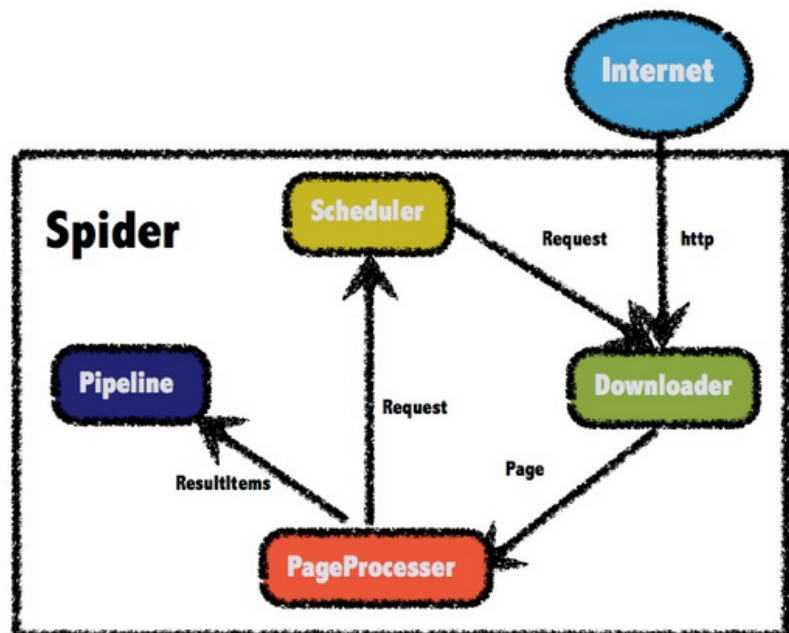 Internet
Spider
Scheduler
Request
http
Pipeline
Downloader
Request
ResultItems
Page
PageProcesser